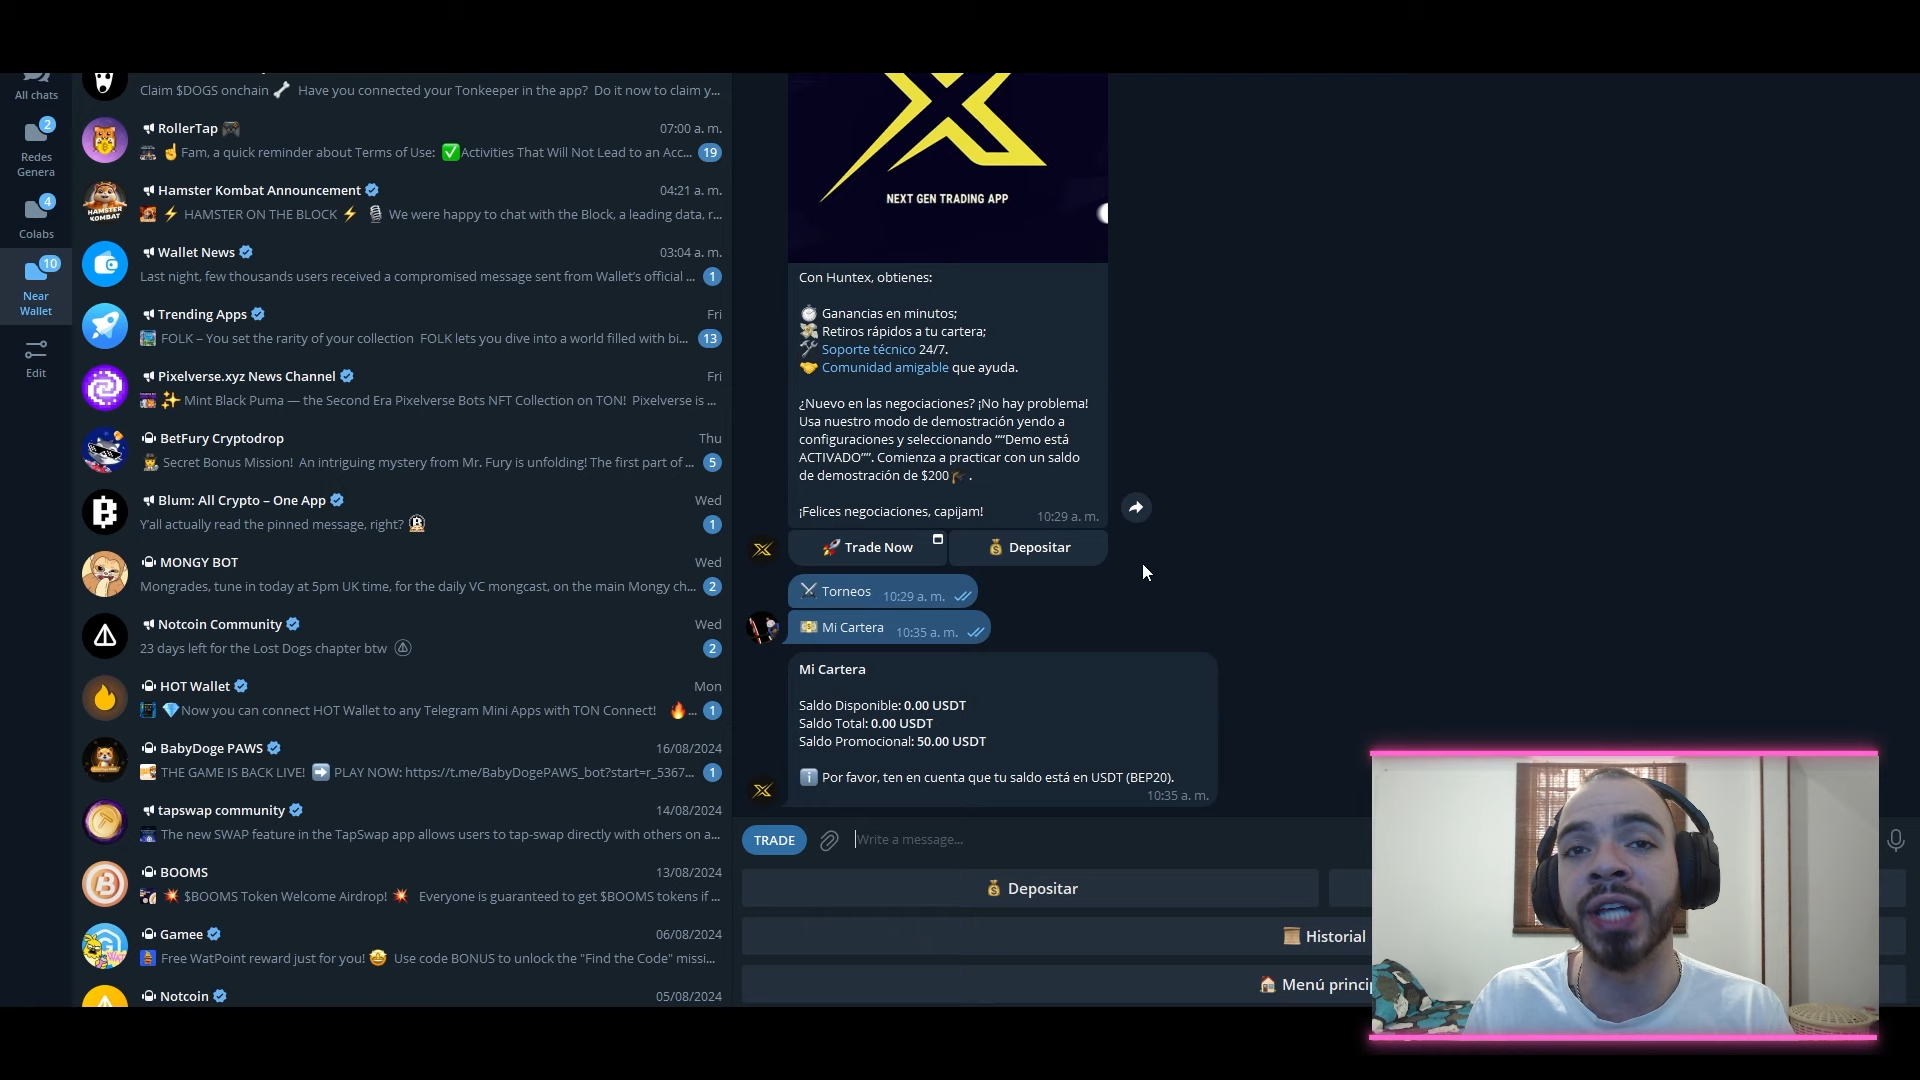 All chats
2
Redes
Genera
4
Colabs
10
Near
Wallet
Edit
Claim $DOGS onchain 🦴 Have you connected your Tonkeeper in the app? Do it now to claim y...
RollerTap 🎮 07:00 a. m.
☝️Fam, a quick reminder about Terms of Use: ✅Activities That Will Not Lead to an Acc... 19
Hamster Kombat Announcement 04:21 a. m.
⚡ HAMSTER ON THE BLOCK ⚡ 🎙 We were happy to chat with the Block, a leading data, r...
HAMSTER
KOMBAT
Wallet News 03:04 a. m.
Last night, few thousands users received a compromised message sent from Wallet's official ... 1
Trending Apps Fri
FOLK – You set the rarity of your collection FOLK lets you dive into a world filled with bi... 13
Pixelverse.xyz News Channel Fri
✨ Mint Black Puma — the Second Era Pixelverse Bots NFT Collection on TON! Pixelverse is ...
BetFury Cryptodrop Thu
Secret Bonus Mission! An intriguing mystery from Mr. Fury is unfolding! The first part of ... 5
Blum: All Crypto – One App Wed
Y'all actually read the pinned message, right? 1
MONGY BOT Wed
Mongrades, tune in today at 5pm UK time, for the daily VC mongcast, on the main Mongy ch... 2
Notcoin Community Wed
23 days left for the Lost Dogs chapter btw 2
HOT Wallet Mon
💎Now you can connect HOT Wallet to any Telegram Mini Apps with TON Connect! 🔥... 1
BabyDoge PAWS 16/08/2024
THE GAME IS BACK LIVE! ➡️ PLAY NOW: https://t.me/BabyDogePAWS_bot?start=r_5367... 1
tapswap community 14/08/2024
The new SWAP feature in the TapSwap app allows users to tap-swap directly with others on a...
BOOMS 13/08/2024
💥 $BOOMS Token Welcome Airdrop! 💥 Everyone is guaranteed to get $BOOMS tokens if ...
Gamee 06/08/2024
Free WatPoint reward just for you! 🤩 Use code BONUS to unlock the "Find the Code" missi...
Notcoin 05/08/2024
NEXT GEN TRADING APP
Con Huntex, obtienes:
⏱ Ganancias en minutos;
💸 Retiros rápidos a tu cartera;
🛠 Soporte técnico 24/7.
🤝 Comunidad amigable que ayuda.
¿Nuevo en las negociaciones? ¡No hay problema!
Usa nuestro modo de demostración yendo a
configuraciones y seleccionando ““Demo está
ACTIVADO””. Comienza a practicar con un saldo
de demostración de $200🎓.
¡Felices negociaciones, capijam! 10:29 a. m.
🚀 Trade Now
💰 Depositar
⚔️ Torneos 10:29 a. m.
💵 Mi Cartera 10:35 a. m.
Mi Cartera
Saldo Disponible: 0.00 USDT
Saldo Total: 0.00 USDT
Saldo Promocional: 50.00 USDT
ℹ️ Por favor, ten en cuenta que tu saldo está en USDT (BEP20).
10:35 a. m.
TRADE
Write a message...
💰 Depositar
📜 Historial
🏠 Menú princip